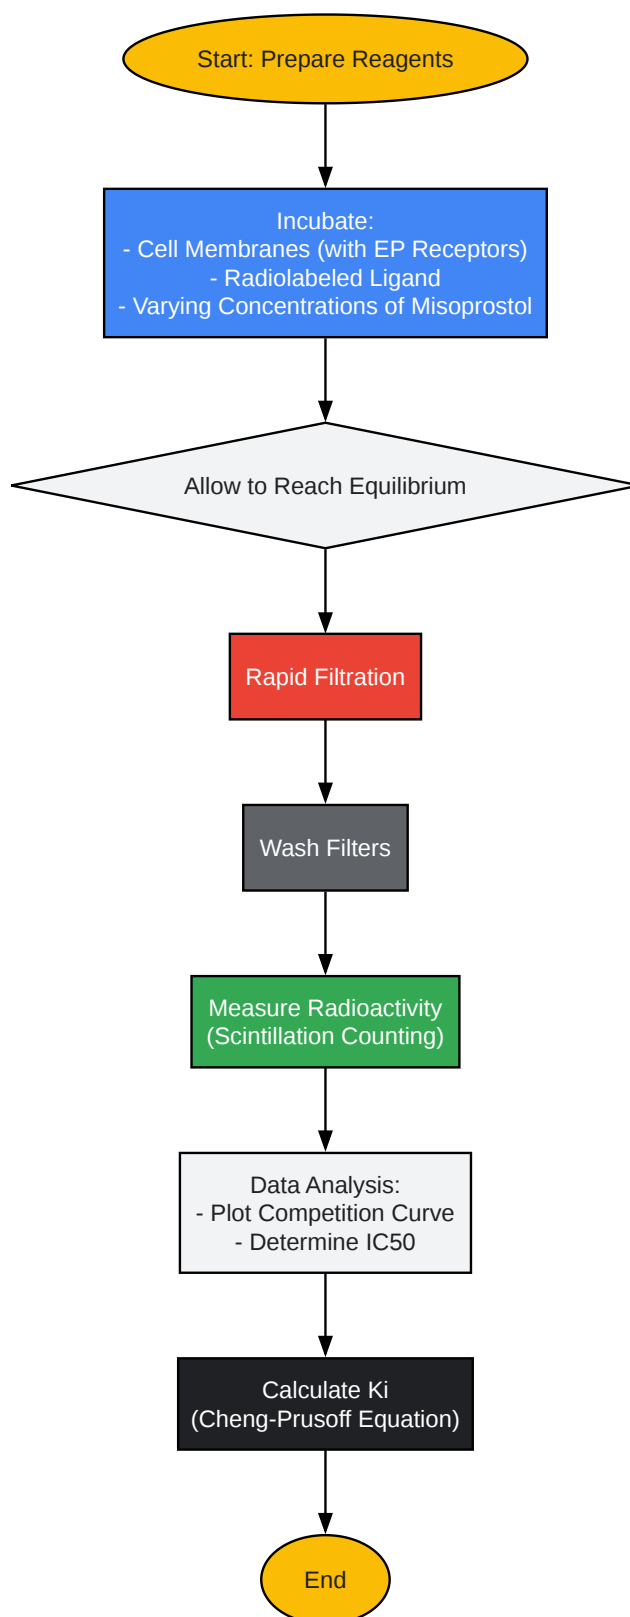 Start: Prepare Reagents
Incubate:
- Cell Membranes (with EP Receptors)
- Radiolabeled Ligand
- Varying Concentrations of Misoprostol
Allow to Reach Equilibrium
Rapid Filtration
Wash Filters
Measure Radioactivity
(Scintillation Counting)
Data Analysis:
- Plot Competition Curve
- Determine IC50
Calculate Ki
(Cheng-Prusoff Equation)
End